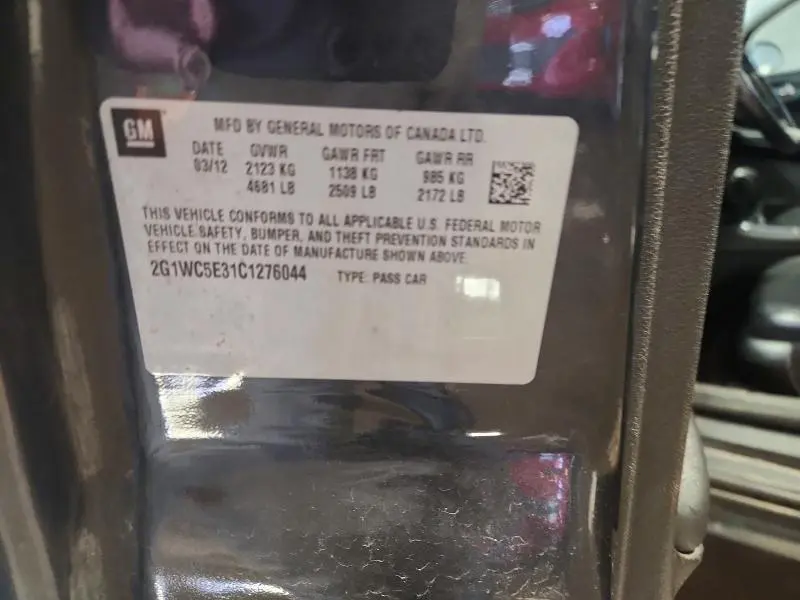 GM
MFD BY GENERAL MOTORS OF CANADA LTD.
DATE GVWR GAWR FRT GAWR RR
03/12 2123 KG 1138 KG 985 KG
4681 LB 2509 LB 2172 LB
THIS VEHICLE CONFORMS TO ALL APPLICABLE U.S. FEDERAL MOTOR
VEHICLE SAFETY, BUMPER, AND THEFT PREVENTION STANDARDS IN
EFFECT ON THE DATE OF MANUFACTURE SHOWN ABOVE.
2G1WC5E31C1276044 TYPE: PASS CAR